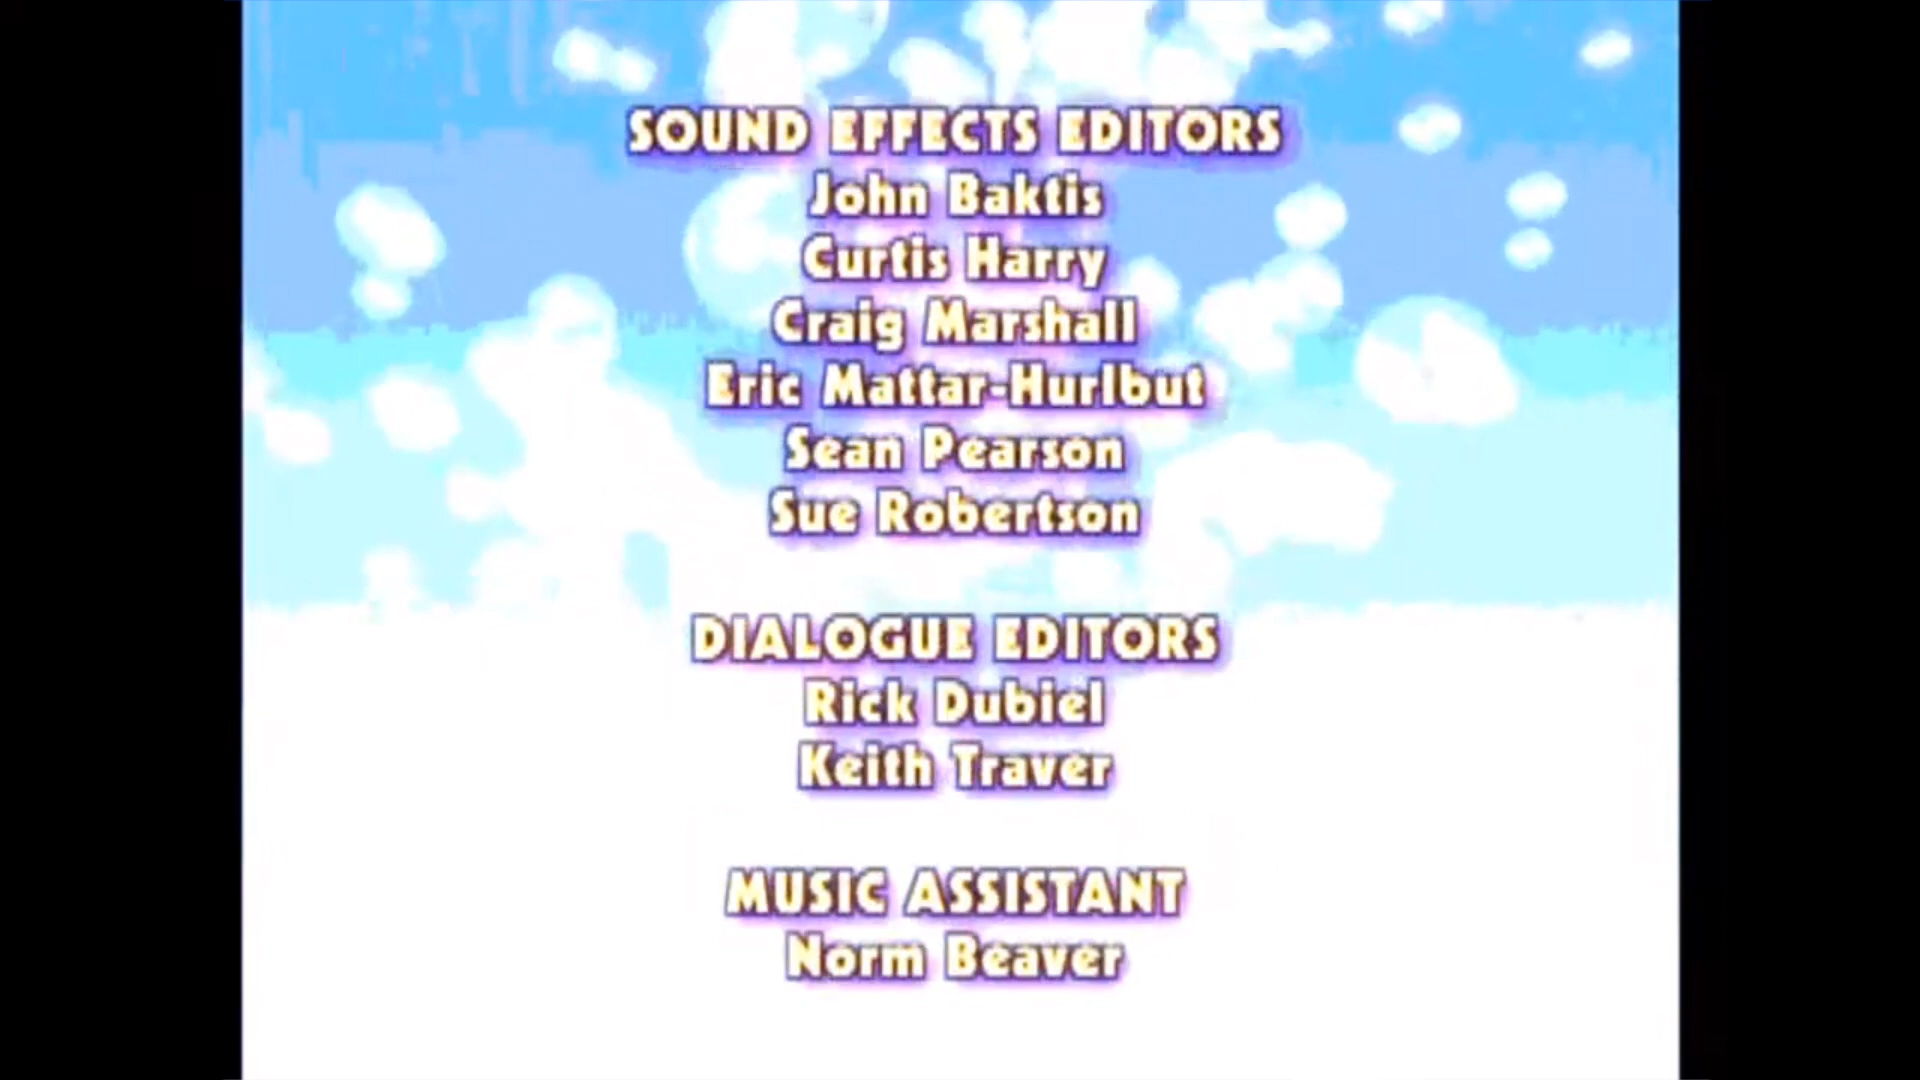 SOUND EFFECTS EDITORS
John Baktis
Curtis Harry
Craig Marshall
Eric Mattar-Hurlbut
Sean Pearson
Sue Robertson
DIALOGUE EDITORS
Rick Dubiel
Keith Traver
MUSIC ASSISTANT
Norm Beaver